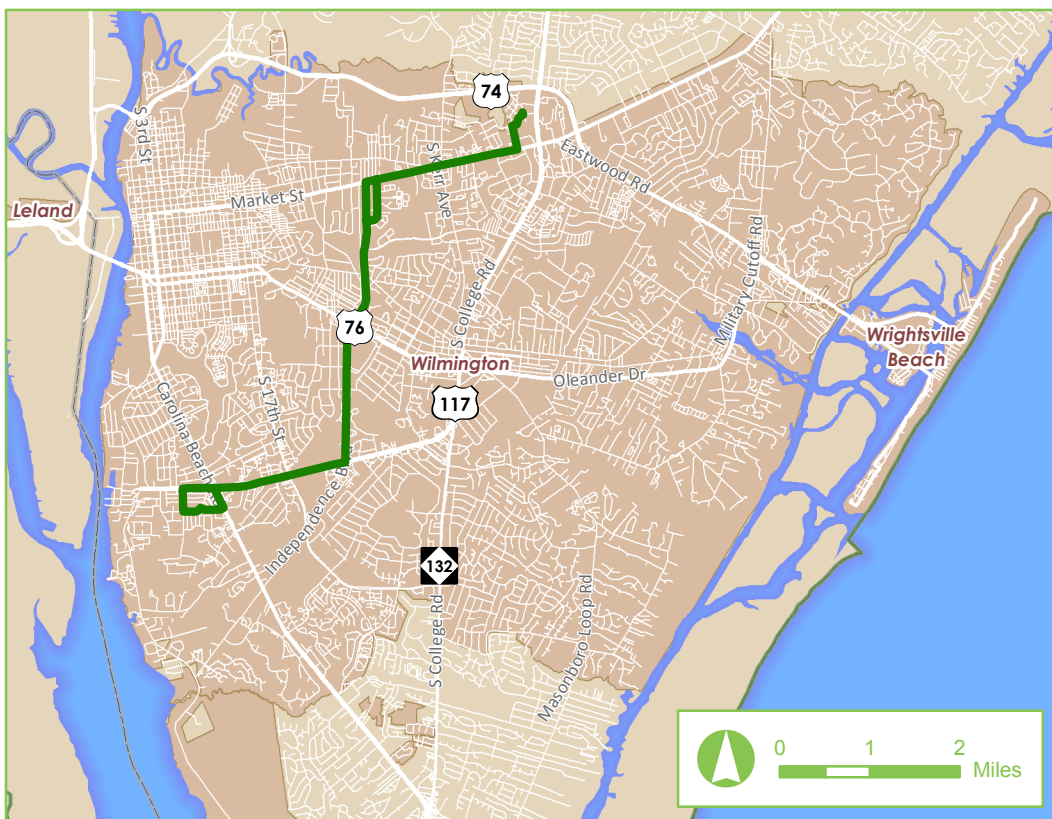 74
S 3rd St
S Kerr Ave
Eastwood Rd
Market St
Leland
Military Cutoff Rd
S College Rd
76
Wrightsville
Beach
Wilmington
Oleander Dr
117
S 17th St
Carolina Beach
Independence Blvd
132
S College Rd
Masonboro Loop Rd
0 1 2
Miles